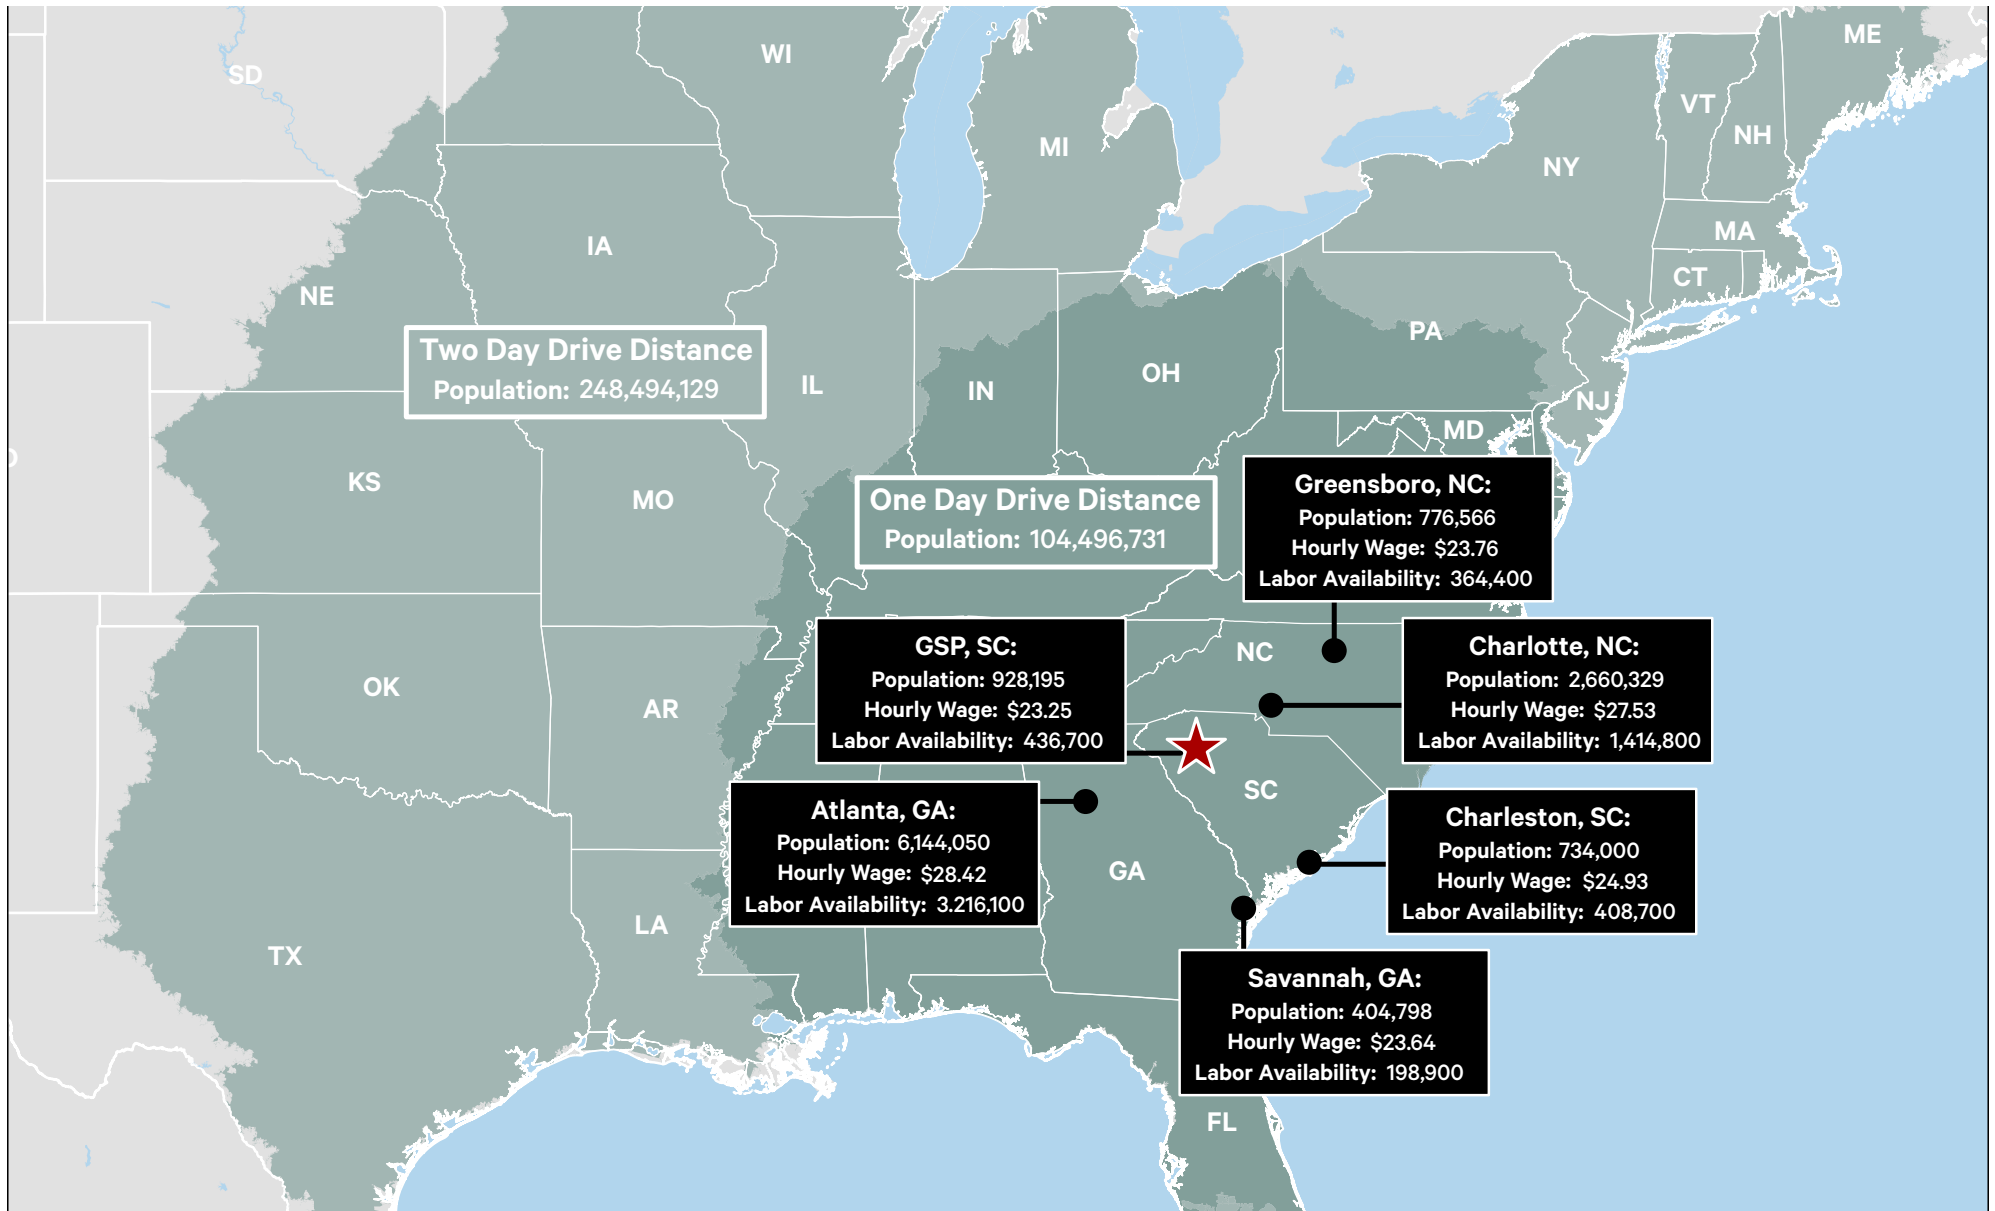 SD
WI
ME
VT
NH
MI
NY
MA
IA
CT
NE
PA
Two Day Drive Distance
Population: 248,494,129
IL
IN
OH
NJ
MD
KS
MO
One Day Drive Distance
Population: 104,496,731
Greensboro, NC:
Population: 776,566
Hourly Wage: $23.76
Labor Availability: 364,400
GSP, SC:
Population: 928,195
Hourly Wage: $23.25
Labor Availability: 436,700
NC
Charlotte, NC:
Population: 2,660,329
Hourly Wage: $27.53
Labor Availability: 1,414,800
OK
AR
SC
Atlanta, GA:
Population: 6,144,050
Hourly Wage: $28.42
Labor Availability: 3.216,100
GA
Charleston, SC:
Population: 734,000
Hourly Wage: $24.93
Labor Availability: 408,700
LA
TX
Savannah, GA:
Population: 404,798
Hourly Wage: $23.64
Labor Availability: 198,900
FL